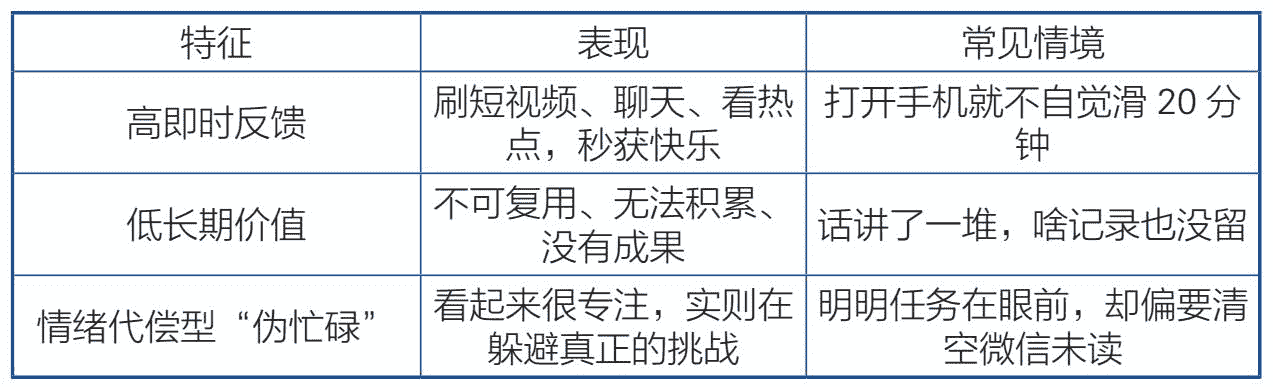 特征 表现 常见情境
高即时反馈 刷短视频、聊天、看热点，秒获快乐 打开手机就不自觉滑 20 分钟
低长期价值 不可复用、无法积累、没有成果 话讲了一堆，啥记录也没留
情绪代偿型“伪忙碌” 看起来很专注，实则在躲避真正的挑战 明明任务在眼前，却偏要清空微信未读